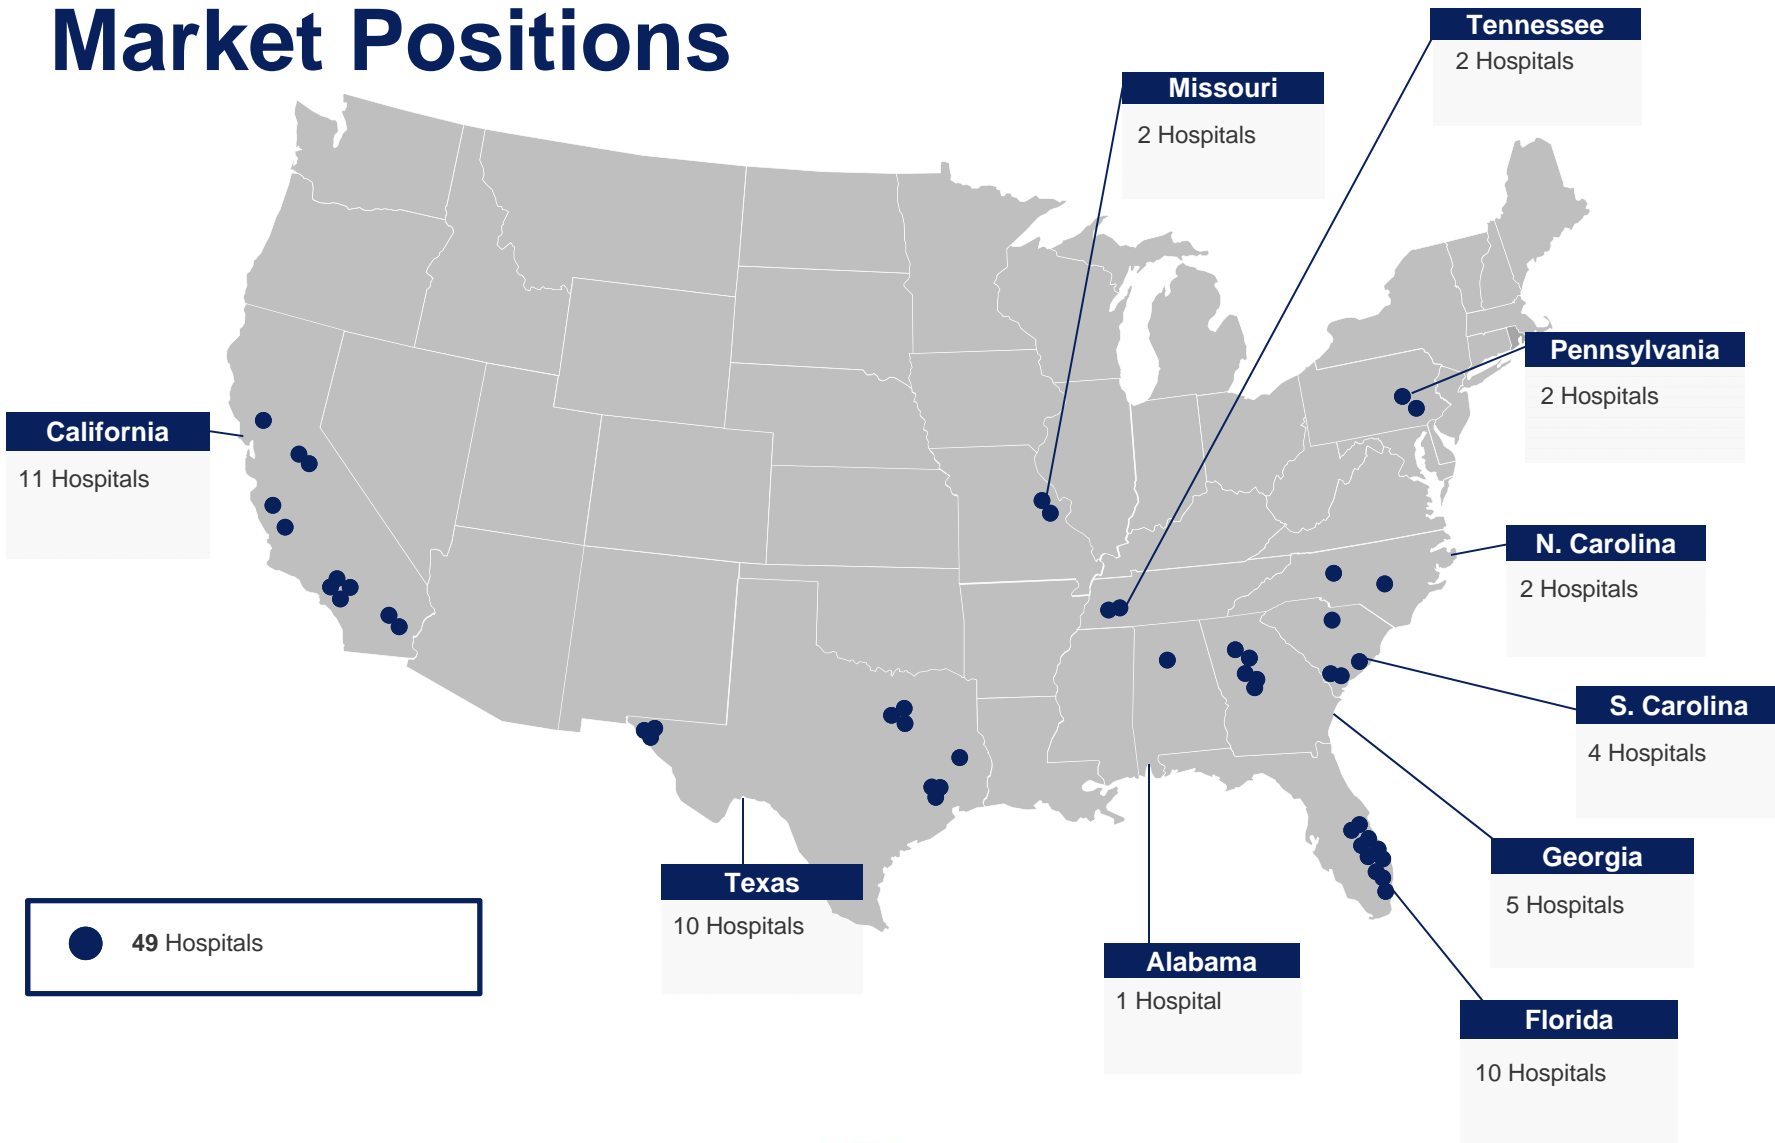 Market Positions
Tennessee
2 Hospitals
Missouri
2 Hospitals
Pennsylvania
2 Hospitals
California
11 Hospitals
N. Carolina
2 Hospitals
S. Carolina
4 Hospitals
Georgia
5 Hospitals
Texas
10 Hospitals
49 Hospitals
Alabama
1 Hospital
Florida
10 Hospitals